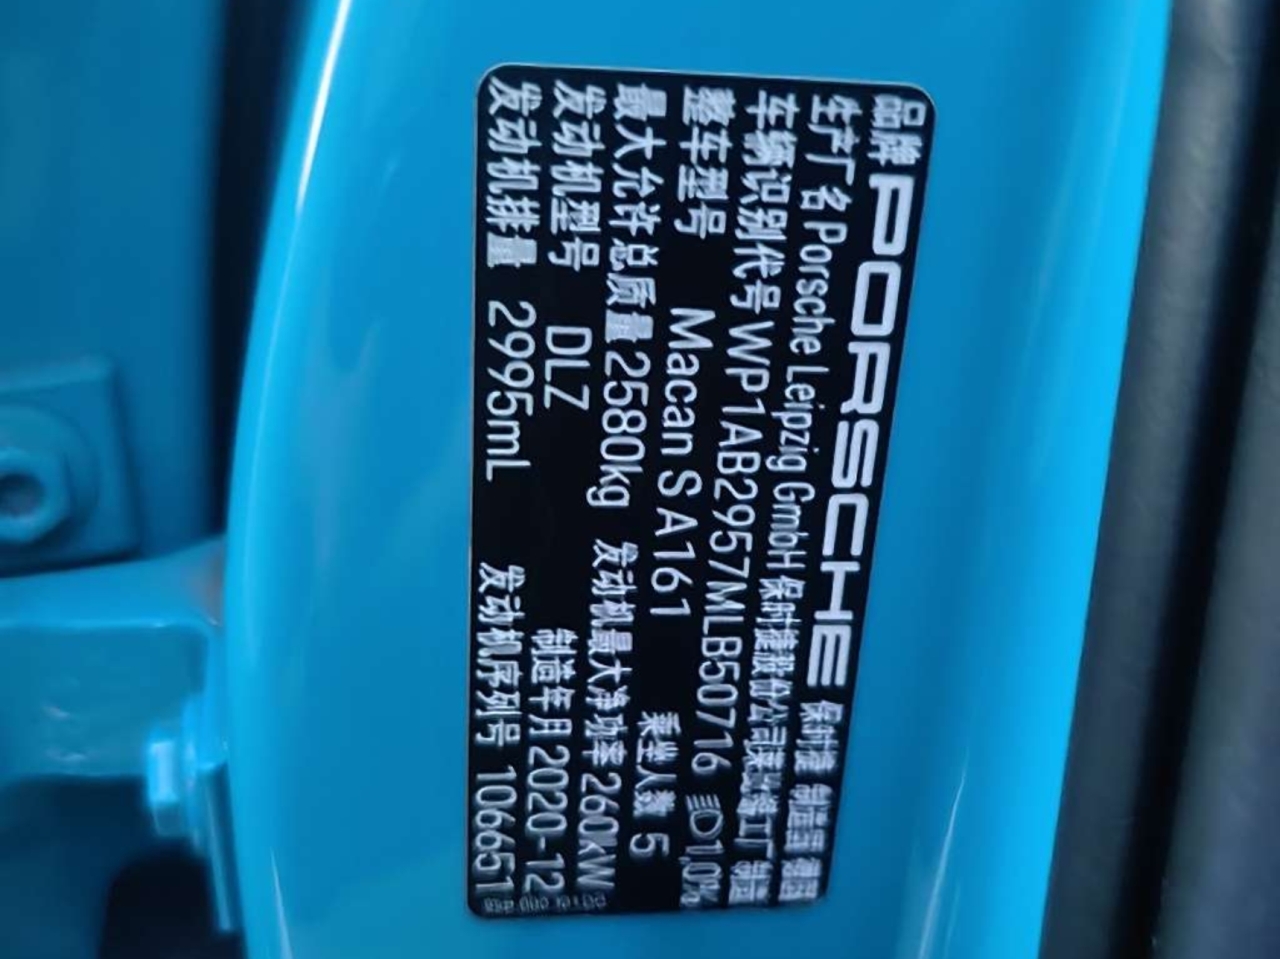 品牌 PORSCHE 保时捷 制造国 德国
生产厂名 Porsche Leipzig GmbH 保时捷股份公司莱比锡工厂 制造
车辆识别代号 WP1AB2957MLB50716 1,0%
整车型号 Macan S A161 乘坐人数 5
最大允许总质量 2580kg 发动机最大净功率 260kW
发动机型号 DLZ 制造年月 2020-12
发动机排量 2995mL 发动机序列号 106651